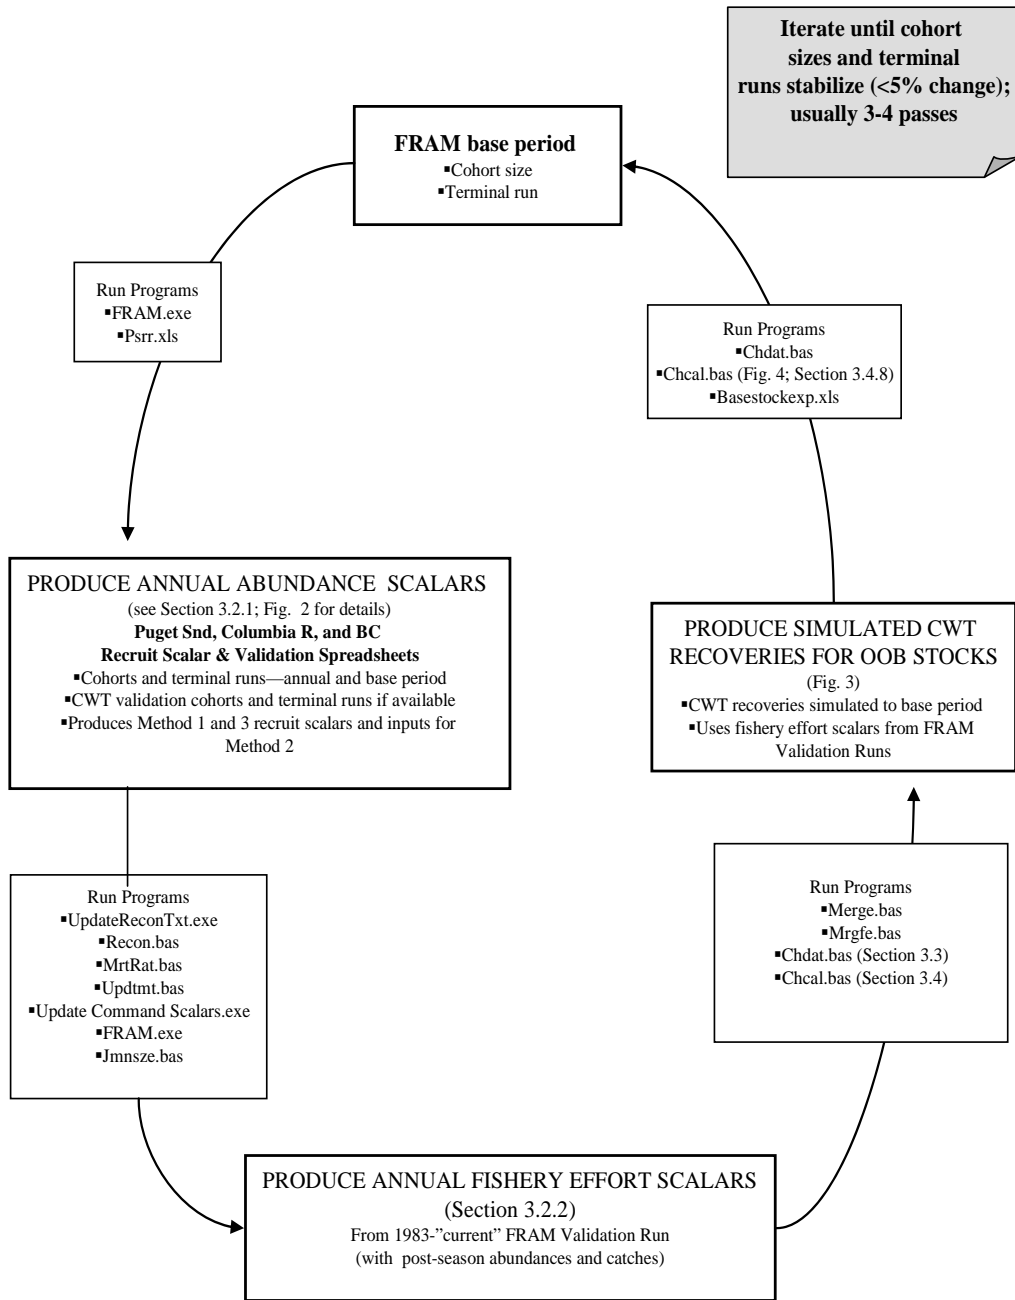 Iterate until cohort
sizes and terminal
runs stabilize (<5% change);
usually 3-4 passes
FRAM base period
▪Cohort size
▪Terminal run
Run Programs
▪FRAM.exe
▪Psrr.xls
Run Programs
▪Chdat.bas
▪Chcal.bas (Fig. 4; Section 3.4.8)
▪Basestockexp.xls
PRODUCE ANNUAL ABUNDANCE SCALARS
(see Section 3.2.1; Fig. 2 for details)
Puget Snd, Columbia R, and BC
Recruit Scalar & Validation Spreadsheets
▪Cohorts and terminal runs—annual and base period
▪CWT validation cohorts and terminal runs if available
▪Produces Method 1 and 3 recruit scalars and inputs for
Method 2
PRODUCE SIMULATED CWT
RECOVERIES FOR OOB STOCKS
(Fig. 3)
▪CWT recoveries simulated to base period
▪Uses fishery effort scalars from FRAM
Validation Runs
Run Programs
▪UpdateReconTxt.exe
▪Recon.bas
▪MrtRat.bas
▪Updtmt.bas
▪Update Command Scalars.exe
▪FRAM.exe
▪Jmnsze.bas
Run Programs
▪Merge.bas
▪Mrgfe.bas
▪Chdat.bas (Section 3.3)
▪Chcal.bas (Section 3.4)
PRODUCE ANNUAL FISHERY EFFORT SCALARS
(Section 3.2.2)
From 1983-”current” FRAM Validation Run
(with post-season abundances and catches)